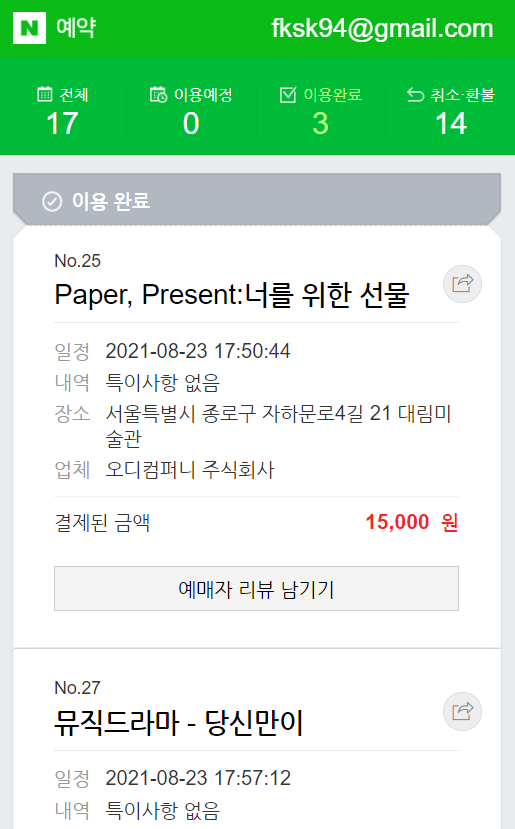 N 예약
fksk94@gmail.com
전체 이용예정 이용완료 취소·환불
17 0 3 14
이용 완료
No.25
Paper, Present:너를 위한 선물
일정 2021-08-23 17:50:44
내역 특이사항 없음
장소 서울특별시 종로구 자하문로4길 21 대림미
술관
업체 오디컴퍼니 주식회사
결제된 금액 15,000 원
예매자 리뷰 남기기
No.27
뮤직드라마 - 당신만이
일정 2021-08-23 17:57:12
내역 특이사항 없음